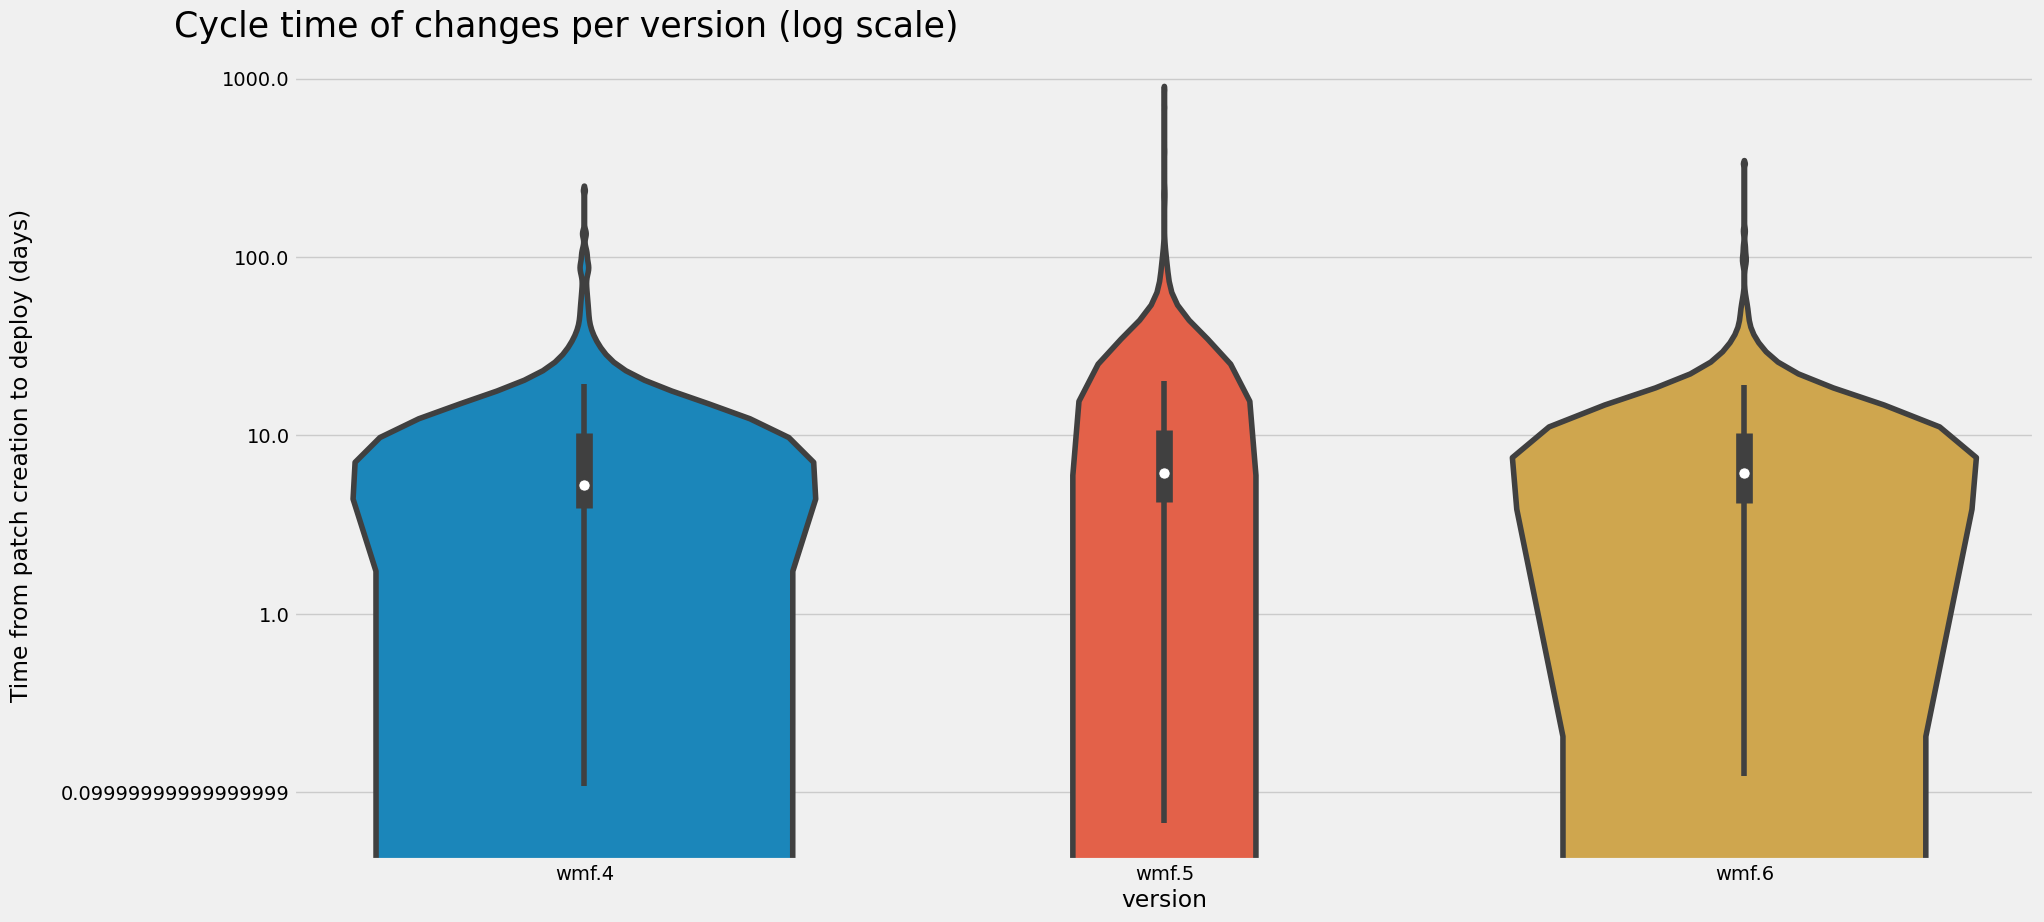 Cycle time of changes per version (log scale)
Time from patch creation to deploy (days)
1000.0
100.0
10.0
1.0
0.09999999999999999
wmf.4
wmf.5
wmf.6
version